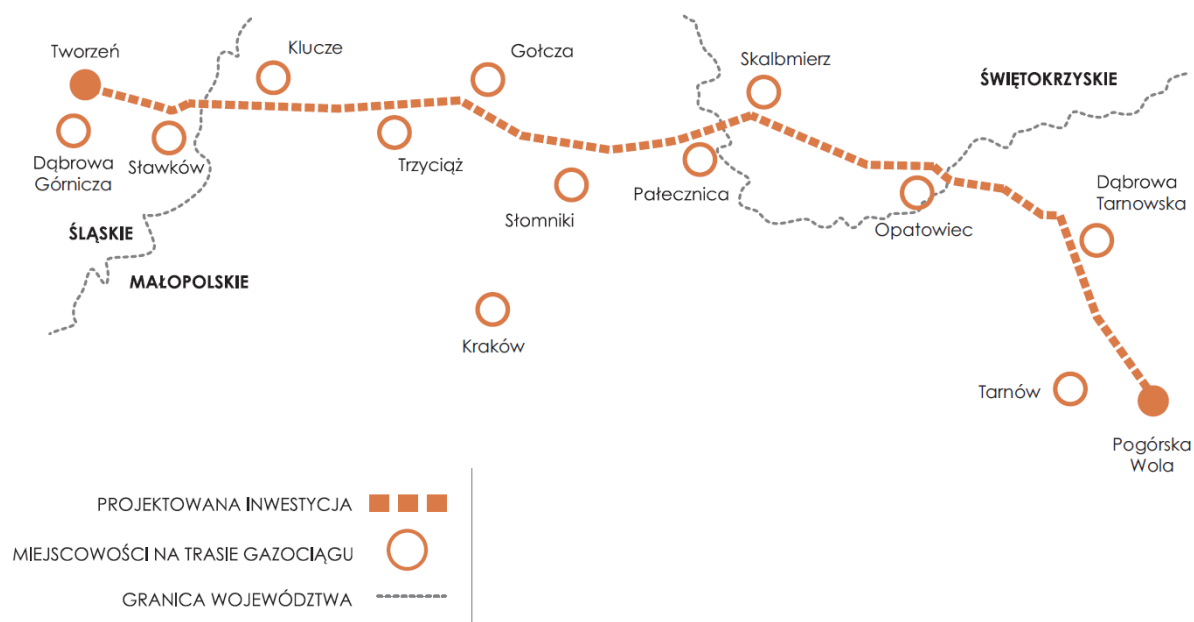 Tworzeń
Klucze
Gołcza
Skalbmierz
ŚWIĘTOKRZYSKIE
Dąbrowa
Górnicza
Sławków
Trzyciąż
Słomniki
Pałecznica
Opatowiec
Dąbrowa
Tarnowska
ŚLĄSKIE
MAŁOPOLSKIE
Kraków
Tarnów
Pogórska
Wola
PROJEKTOWANA INWESTYCJA
MIEJSCOWOŚCI NA TRASIE GAZOCIĄGU
GRANICA WOJEWÓDZTWA